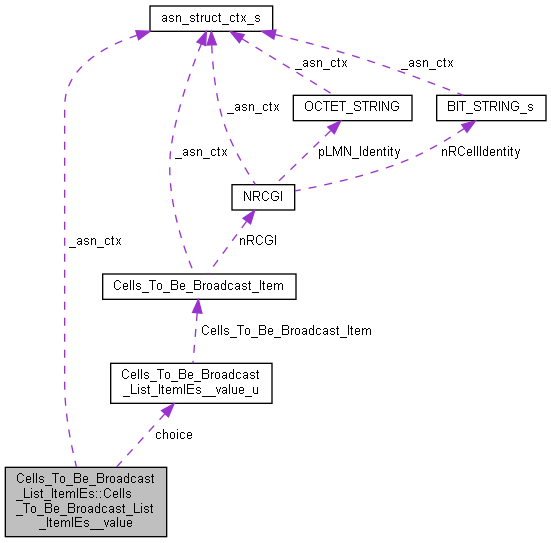 asn_struct_ctx_s
_asn_ctx
_asn_ctx
OCTET_STRING
BIT_STRING_s
_asn_ctx
_asn_ctx
pLMN_Identity
nRCellIdentity
NRCGI
_asn_ctx
nRCGI
Cells_To_Be_Broadcast_Item
Cells_To_Be_Broadcast_Item
Cells_To_Be_Broadcast
_List_ItemIEs__value_u
choice
Cells_To_Be_Broadcast
_List_ItemIEs::Cells
_To_Be_Broadcast_List
_ItemIEs__value